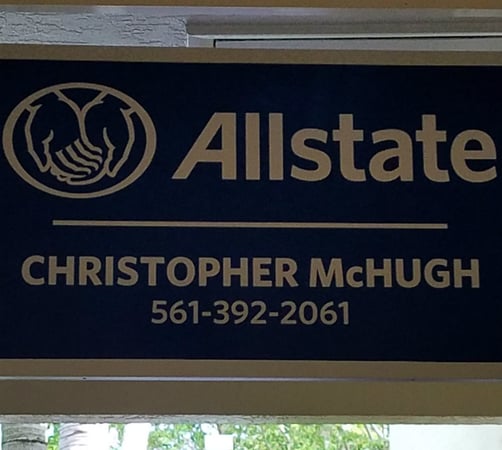 Allstate
CHRISTOPHER McHUGH
561-392-2061